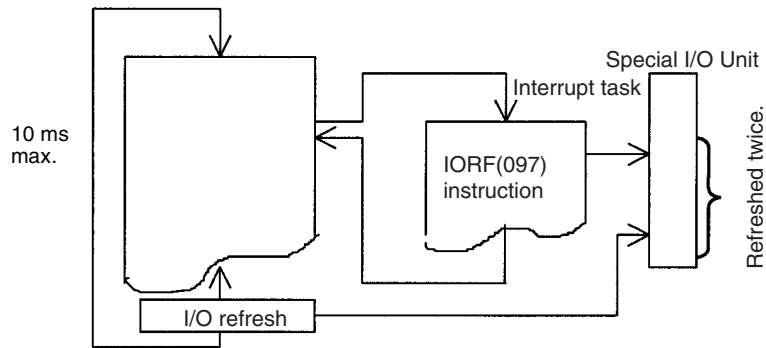 Special I/O Unit
Interrupt task
10 ms
max.
IORF(097)
instruction
Refreshed twice.
I/O refresh